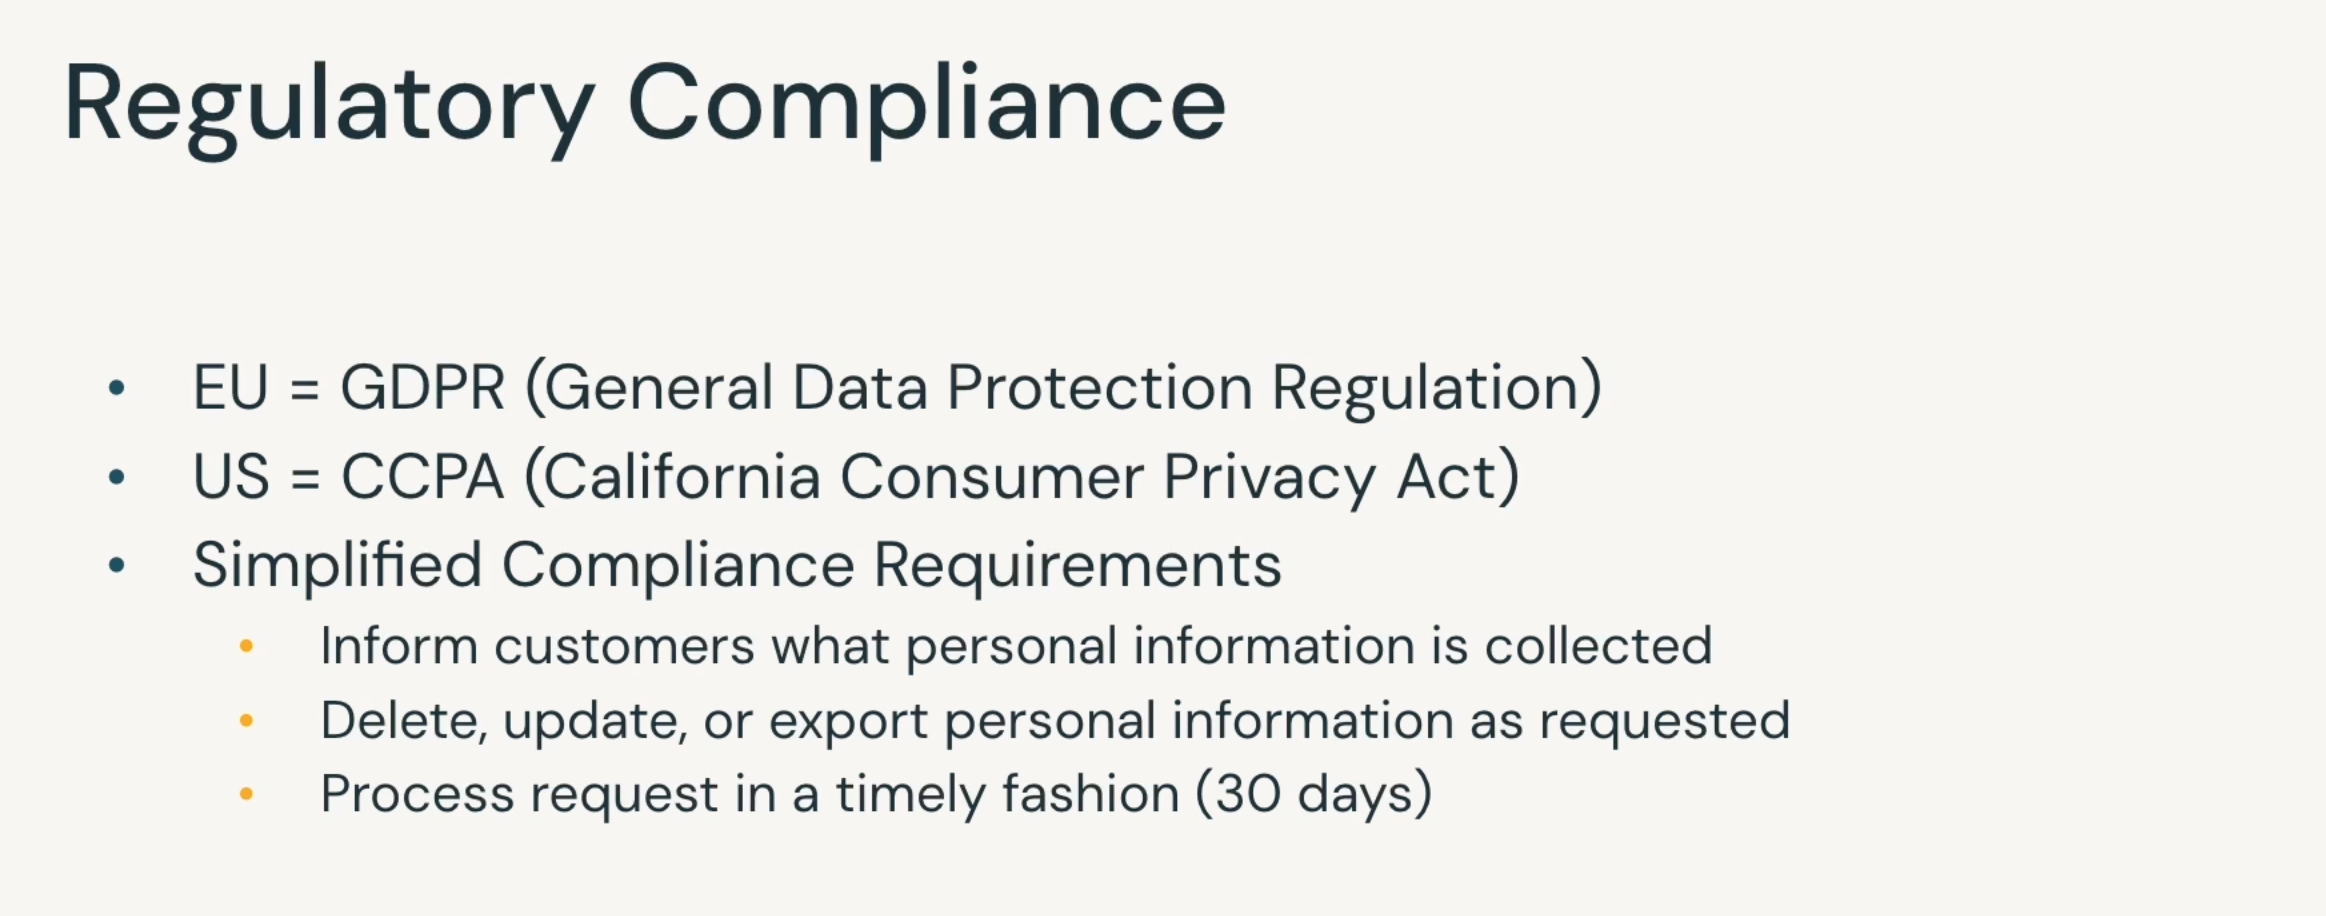 Regulatory Compliance
• EU = GDPR (General Data Protection Regulation)
• US = CCPA (California Consumer Privacy Act)
• Simplified Compliance Requirements
• Inform customers what personal information is collected
• Delete, update, or export personal information as requested
• Process request in a timely fashion (30 days)